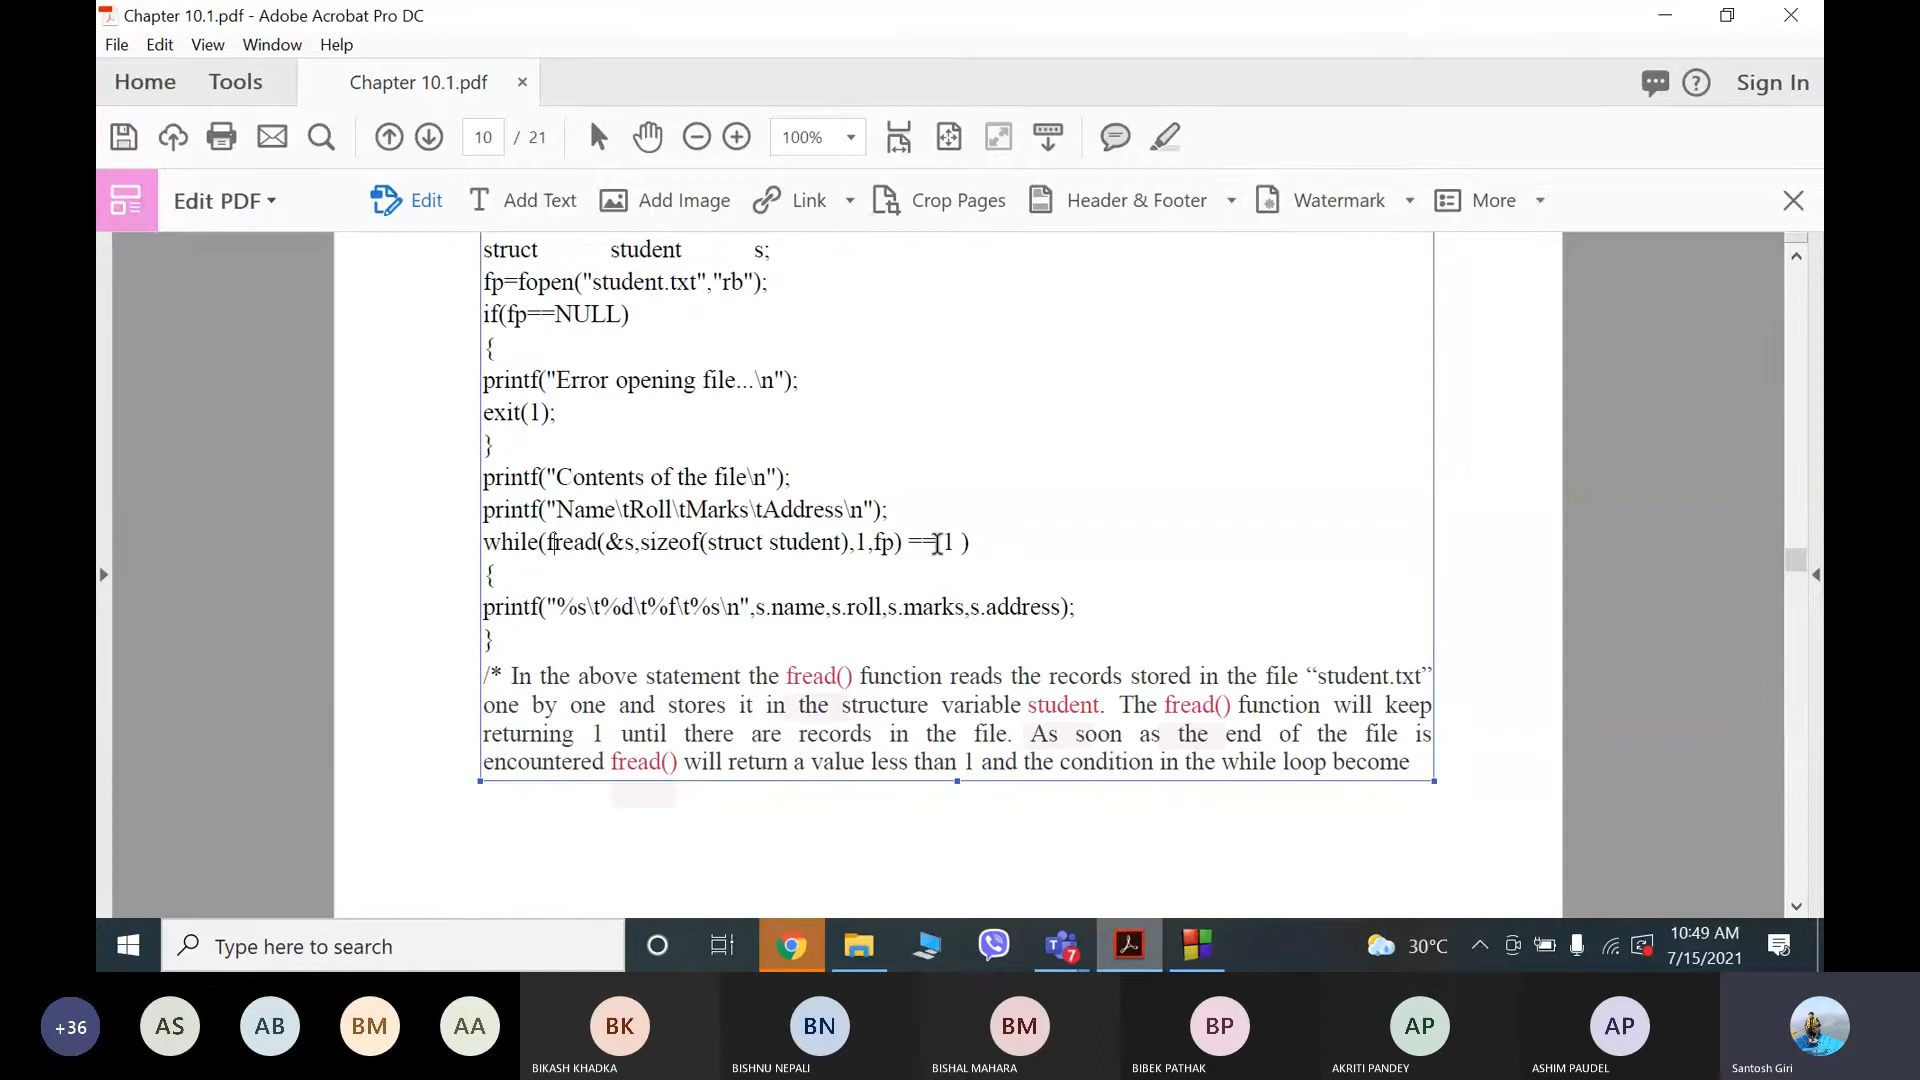 Chapter 10.1.pdf - Adobe Acrobat Pro DC
File Edit View Window Help
Home Tools Chapter 10.1.pdf × Sign In
10 / 21 100%
Edit PDF Edit Add Text Add Image Link Crop Pages Header & Footer Watermark More
struct student s;
fp=fopen("student.txt","rb");
if(fp==NULL)
{
printf("Error opening file...\n");
exit(1);
}
printf("Contents of the file\n");
printf("Name\tRoll\tMarks\tAddress\n");
while(fread(&s,sizeof(struct student),1,fp) ==1 )
{
printf("%s\t%d\t%f\t%s\n",s.name,s.roll,s.marks,s.address);
}
/* In the above statement the fread() function reads the records stored in the file “student.txt”
one by one and stores it in the structure variable student. The fread() function will keep
returning 1 until there are records in the file. As soon as the end of the file is
encountered fread() will return a value less than 1 and the condition in the while loop become
Type here to search 7 30°C 10:49 AM
7/15/2021
+36 AS AB BM AA BK BN BM BP AP AP
BIKASH KHADKA BISHNU NEPALI BISHAL MAHARA BIBEK PATHAK AKRITI PANDEY ASHIM PAUDEL Santosh Giri